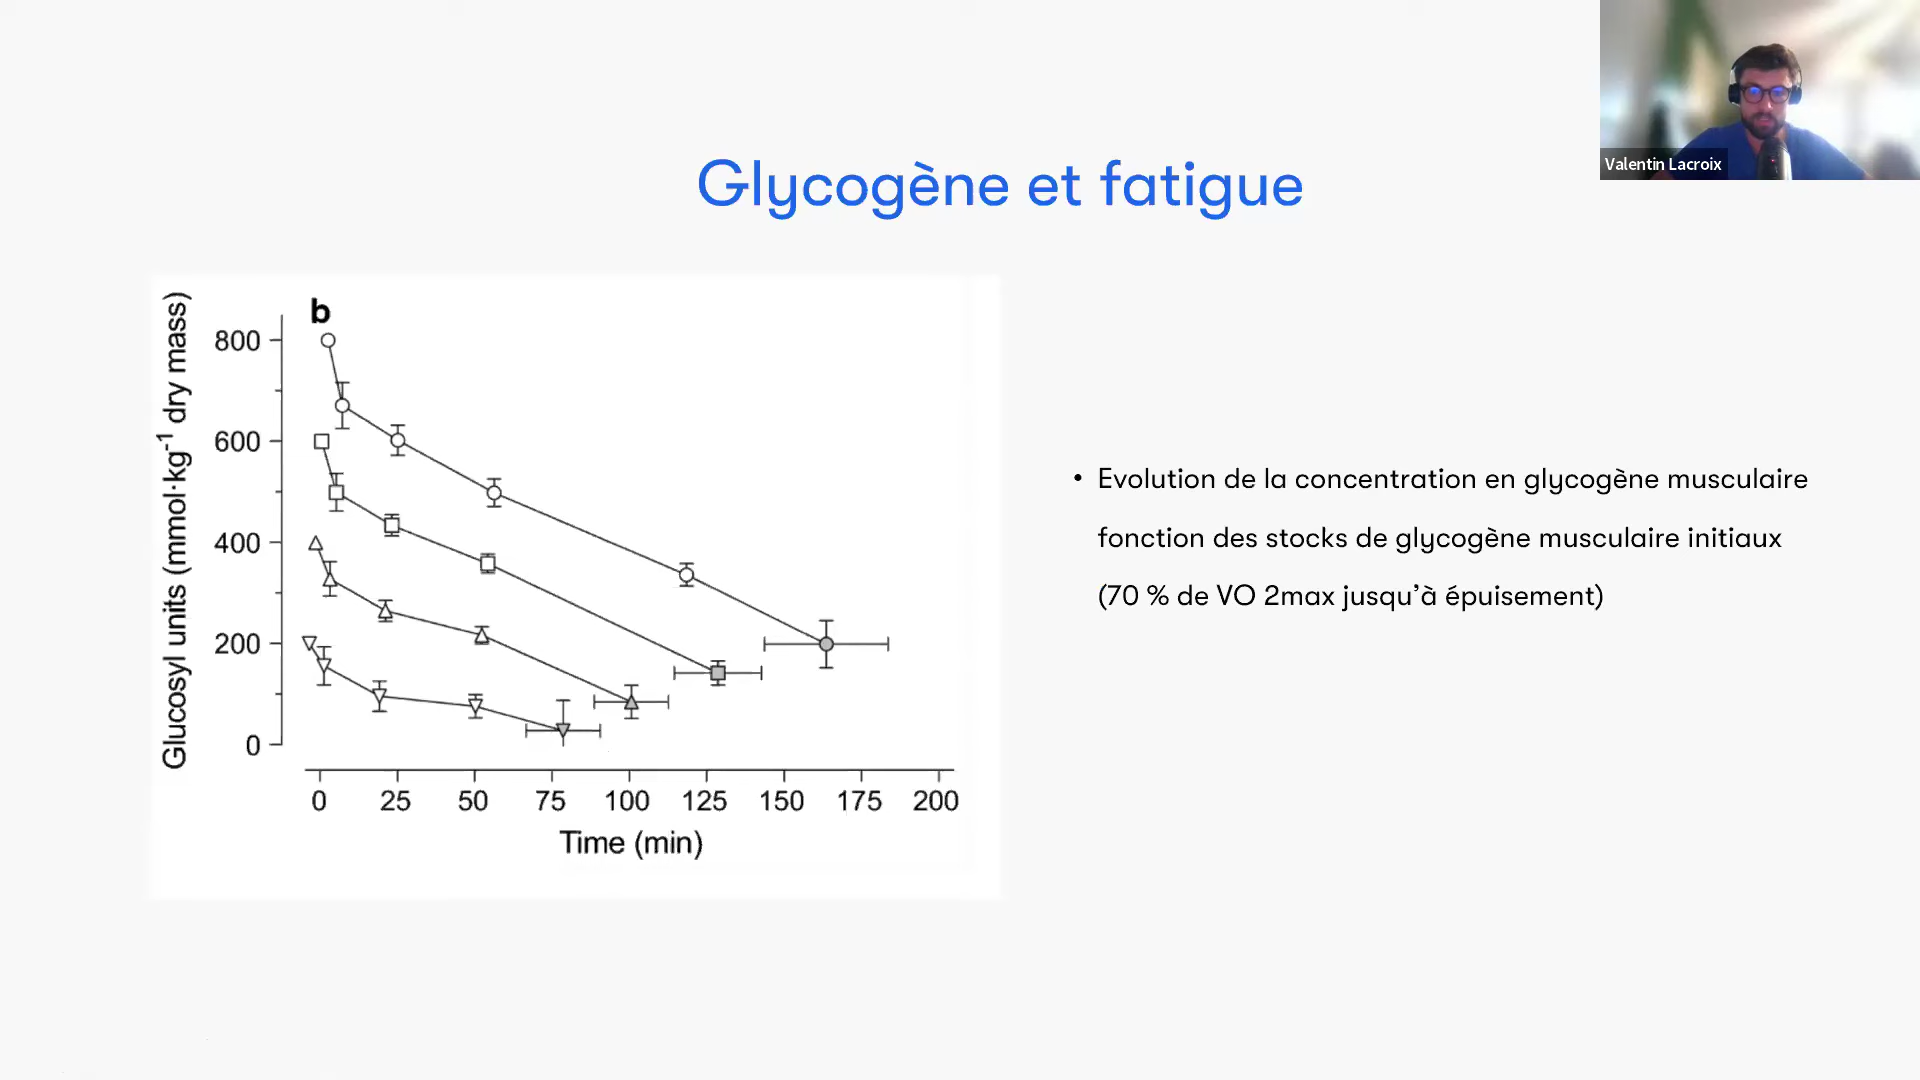 Valentin Lacroix
Glycogène et fatigue
b
Glucosyl units (mmol·kg⁻¹ dry mass)
800
600
400
200
0
0 25 50 75 100 125 150 175 200
Time (min)
• Evolution de la concentration en glycogène musculaire
fonction des stocks de glycogène musculaire initiaux
(70 % de VO 2max jusqu’à épuisement)